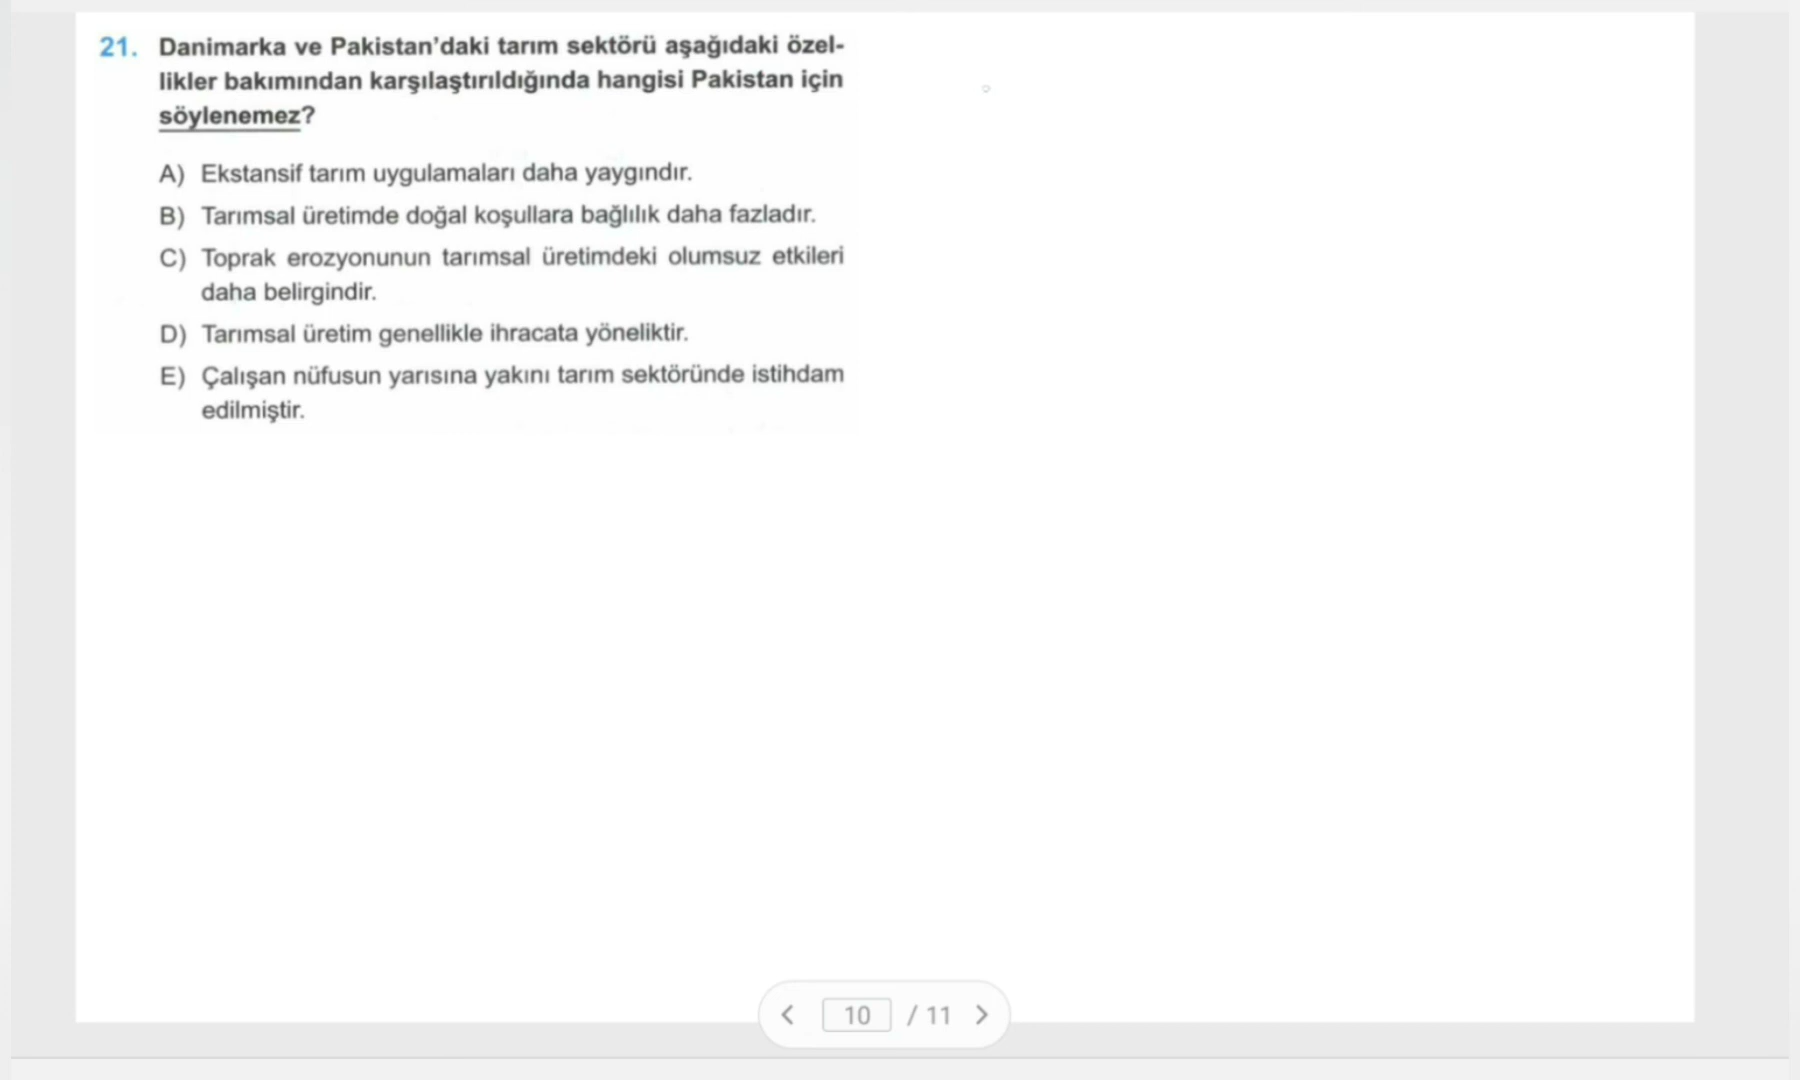 21. Danimarka ve Pakistan'daki tarım sektörü aşağıdaki özel-
likler bakımından karşılaştırıldığında hangisi Pakistan için
söylenemez?
A) Ekstansif tarım uygulamaları daha yaygındır.
B) Tarımsal üretimde doğal koşullara bağlılık daha fazladır.
C) Toprak erozyonunun tarımsal üretimdeki olumsuz etkileri
daha belirgindir.
D) Tarımsal üretim genellikle ihracata yöneliktir.
E) Çalışan nüfusun yarısına yakını tarım sektöründe istihdam
edilmiştir.
10 / 11